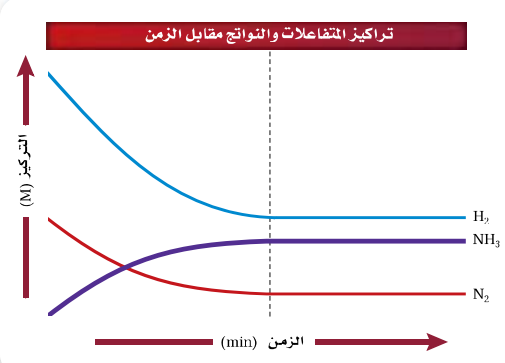 تراكيز المتفاعلات والنواتج مقابل الزمن
التركيز (M)
H₂
NH₃
N₂
الزمن (min)